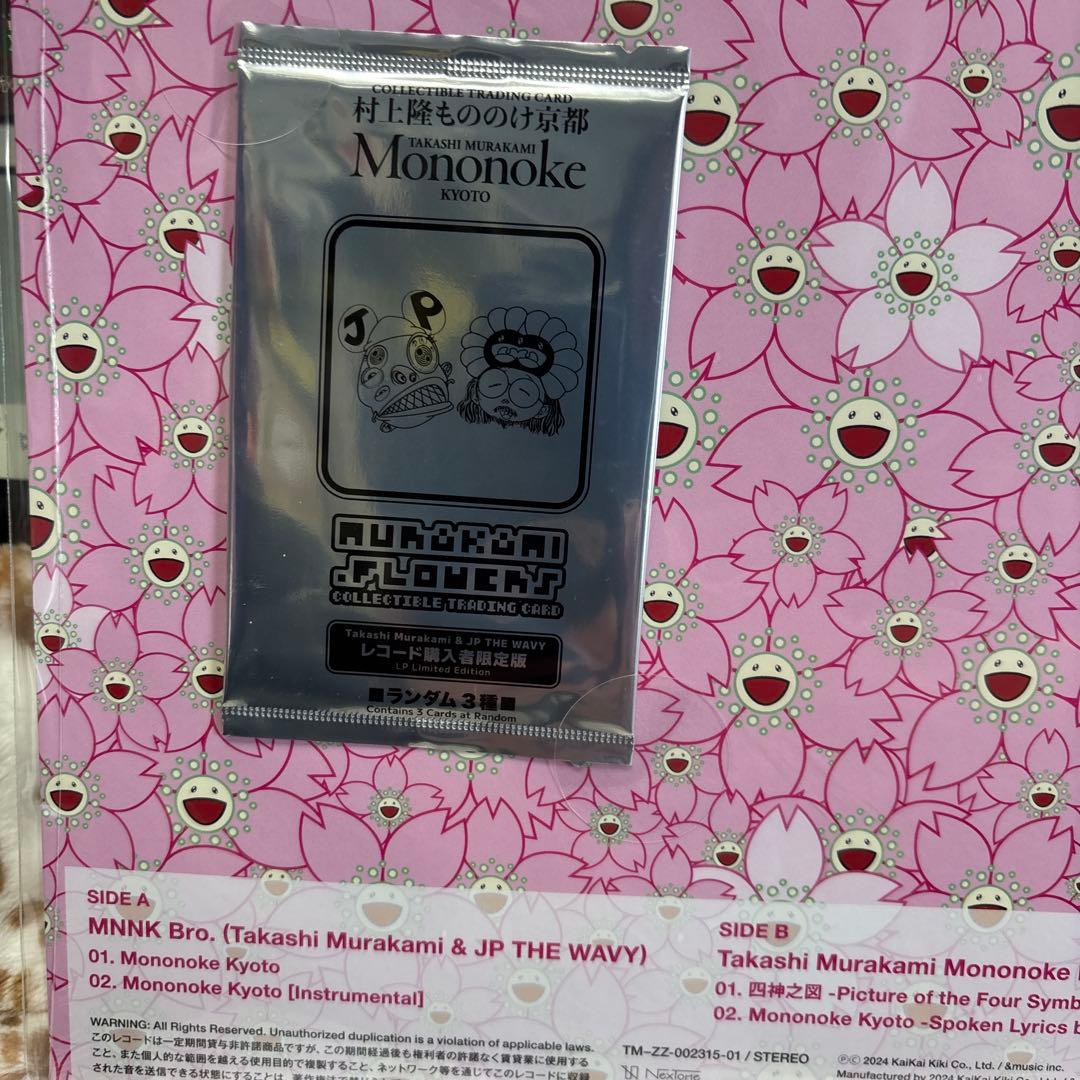 COLLECTIBLE TRADING CARD
村上隆もののけ京都
TAKASHI MURAKAMI
Mononoke
KYOTO
J P
MURAKAMI
.FLOWERS
COLLECTIBLE TRADING CARD
Takashi Murakami & JP THE WAVY
レコード購入者限定版
LP Limited Edition
■ランダム3種■
Contains 3 Cards at Random
SIDE A
MNNK Bro. (Takashi Murakami & JP THE WAVY)
01. Mononoke Kyoto
02. Mononoke Kyoto [Instrumental]
SIDE B
Takashi Murakami Mononoke
01. 四神之図 -Picture of the Four Symb
02. Mononoke Kyoto -Spoken Lyrics b
WARNING: All Rights Reserved. Unauthorized duplication is a violation of applicable laws.
このレコードは一定期間貸与非許諾商品ですが、この期間経過後も権利者の許諾なく賃貸業に使用する
こと、また個人的な範囲を越える使用目的で複製すること、ネットワーク等を通じてこのレコードに収録
された音を送信できる状態にすることは、著作権法で
TM-ZZ-002315-01 / STEREO
Nextone
℗© 2024 KaiKai Kiki Co., Ltd. / &music inc.
Manufactured by 2024 KaiKai